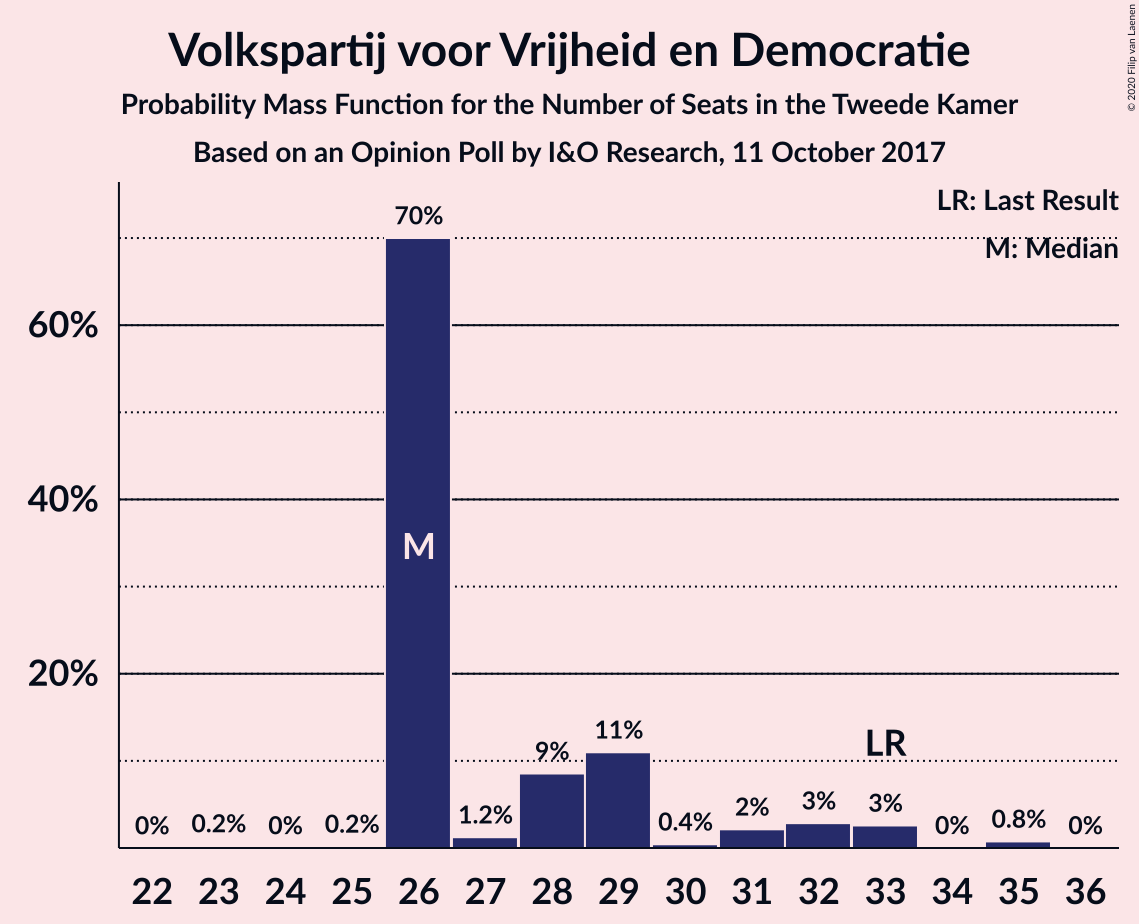 Volkspartij voor Vrijheid en Democratie
Probability Mass Function for the Number of Seats in the Tweede Kamer
Based on an Opinion Poll by I&O Research, 11 October 2017
© 2020 Filip van Laenen
LR: Last Result
M: Median
60%
40%
20%
0%
0.2%
0%
0.2%
70%
M
1.2%
9%
11%
0.4%
2%
3%
3%
LR
0%
0.8%
0%
22 23 24 25 26 27 28 29 30 31 32 33 34 35 36